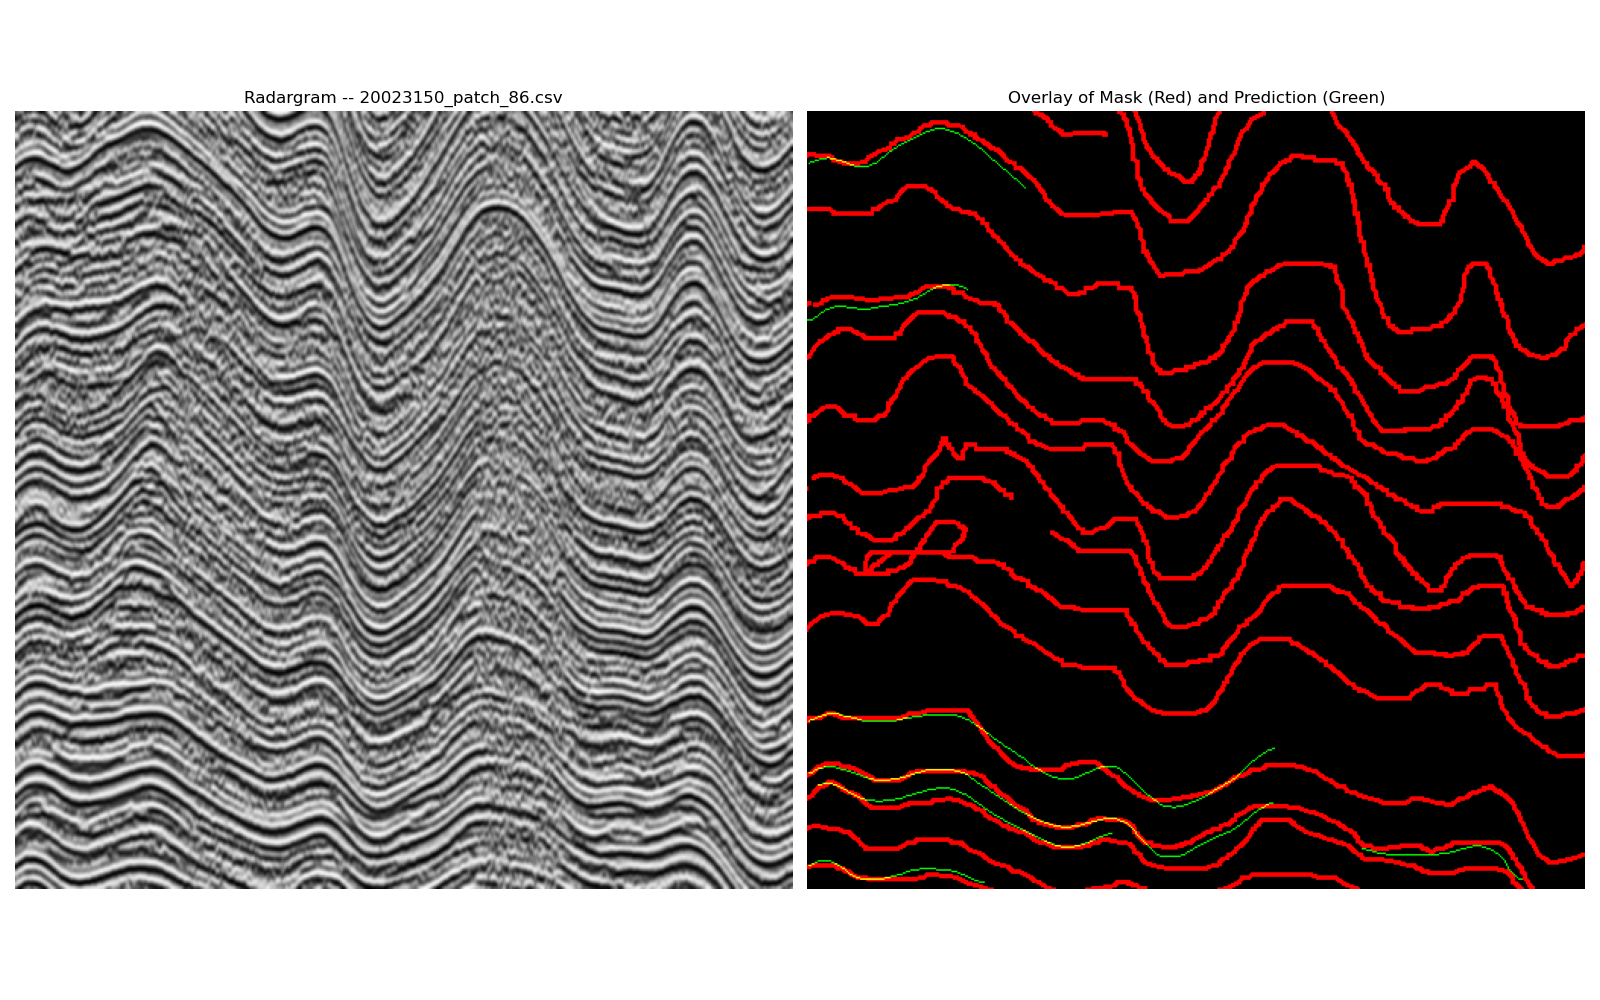 Radargram -- 20023150_patch_86.csv
Overlay of Mask (Red) and Prediction (Green)